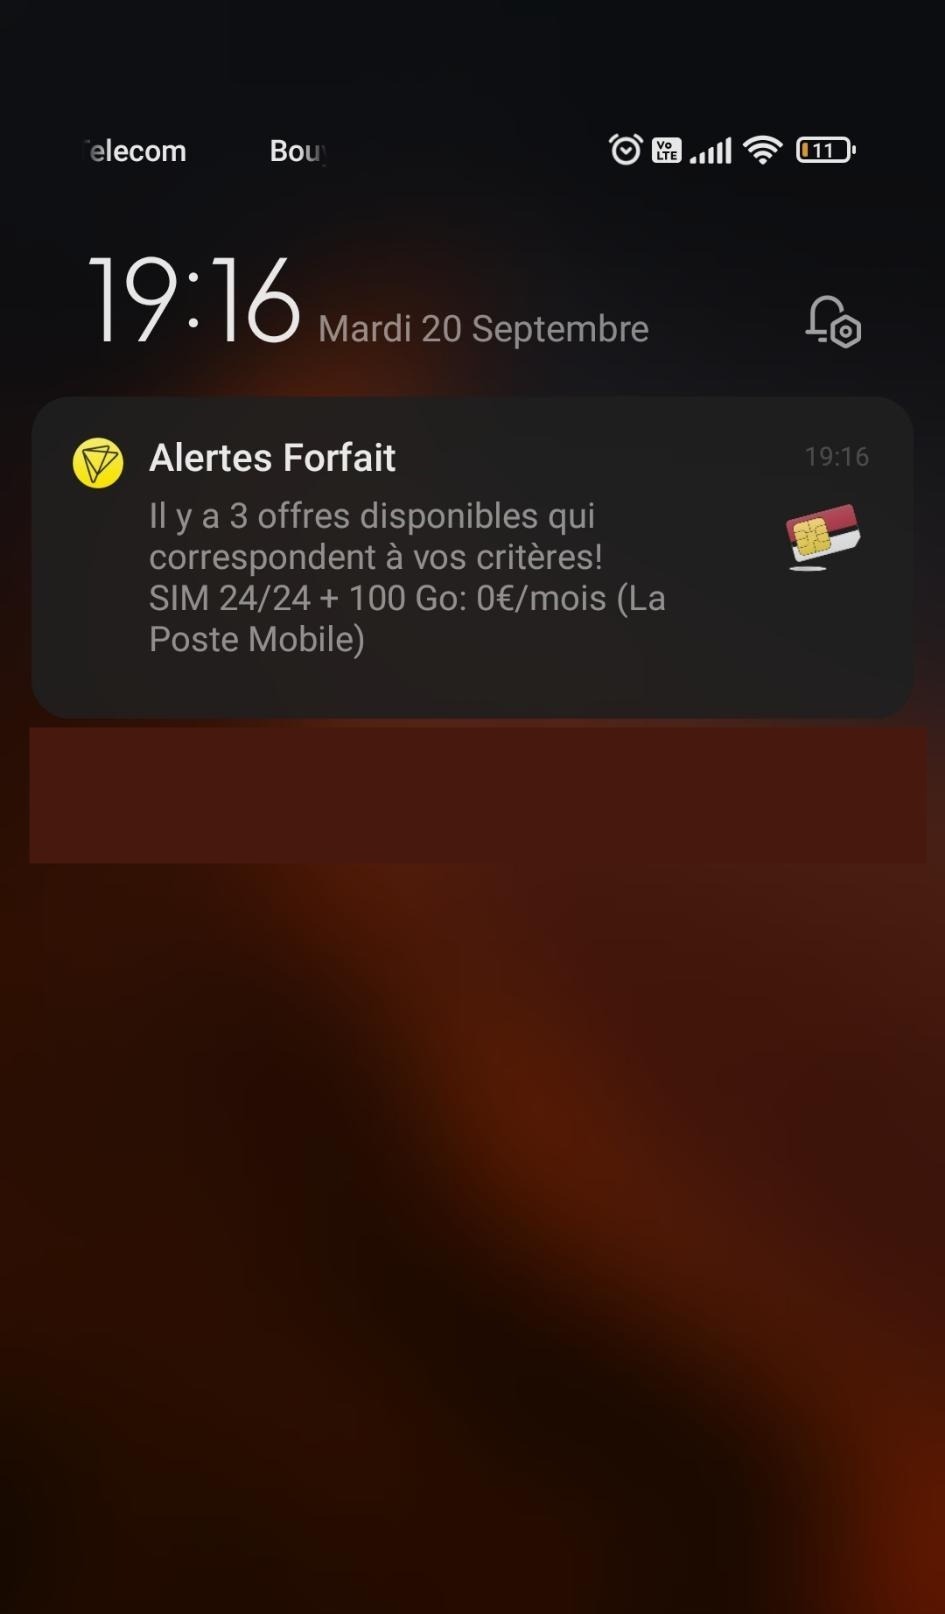 elecom Bou
Vo LTE 11
19:16 Mardi 20 Septembre
Alertes Forfait 19:16
Il y a 3 offres disponibles qui
correspondent à vos critères!
SIM 24/24 + 100 Go: 0€/mois (La
Poste Mobile)